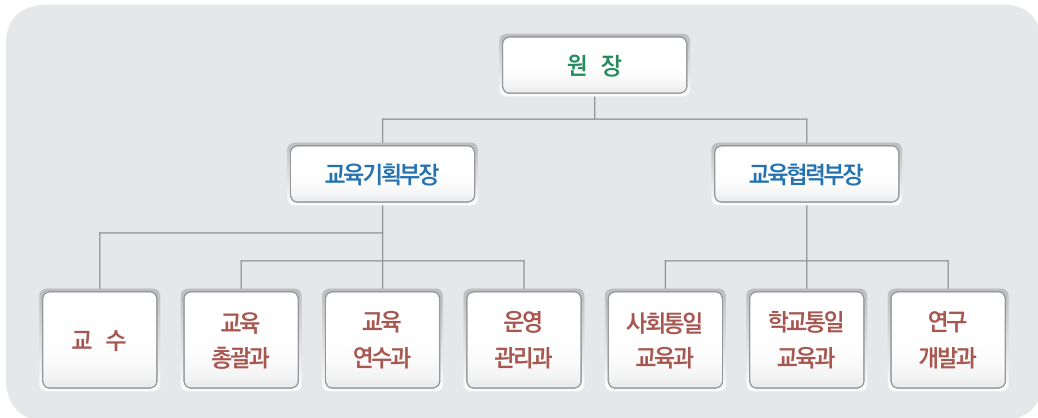 원 장
교육기획부장
교육협력부장
교 수
교육
총괄과
교육
연수과
운영
관리과
사회통일
교육과
학교통일
교육과
연구
개발과